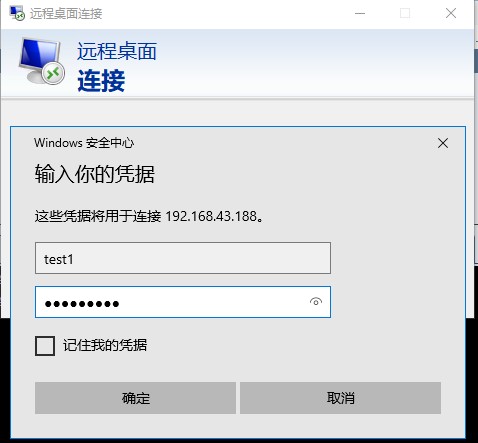 远程桌面连接
远程桌面
连接
Windows 安全中心
输入你的凭据
这些凭据将用于连接 192.168.43.188。
test1
●●●●●●●●●
记住我的凭据
确定
取消